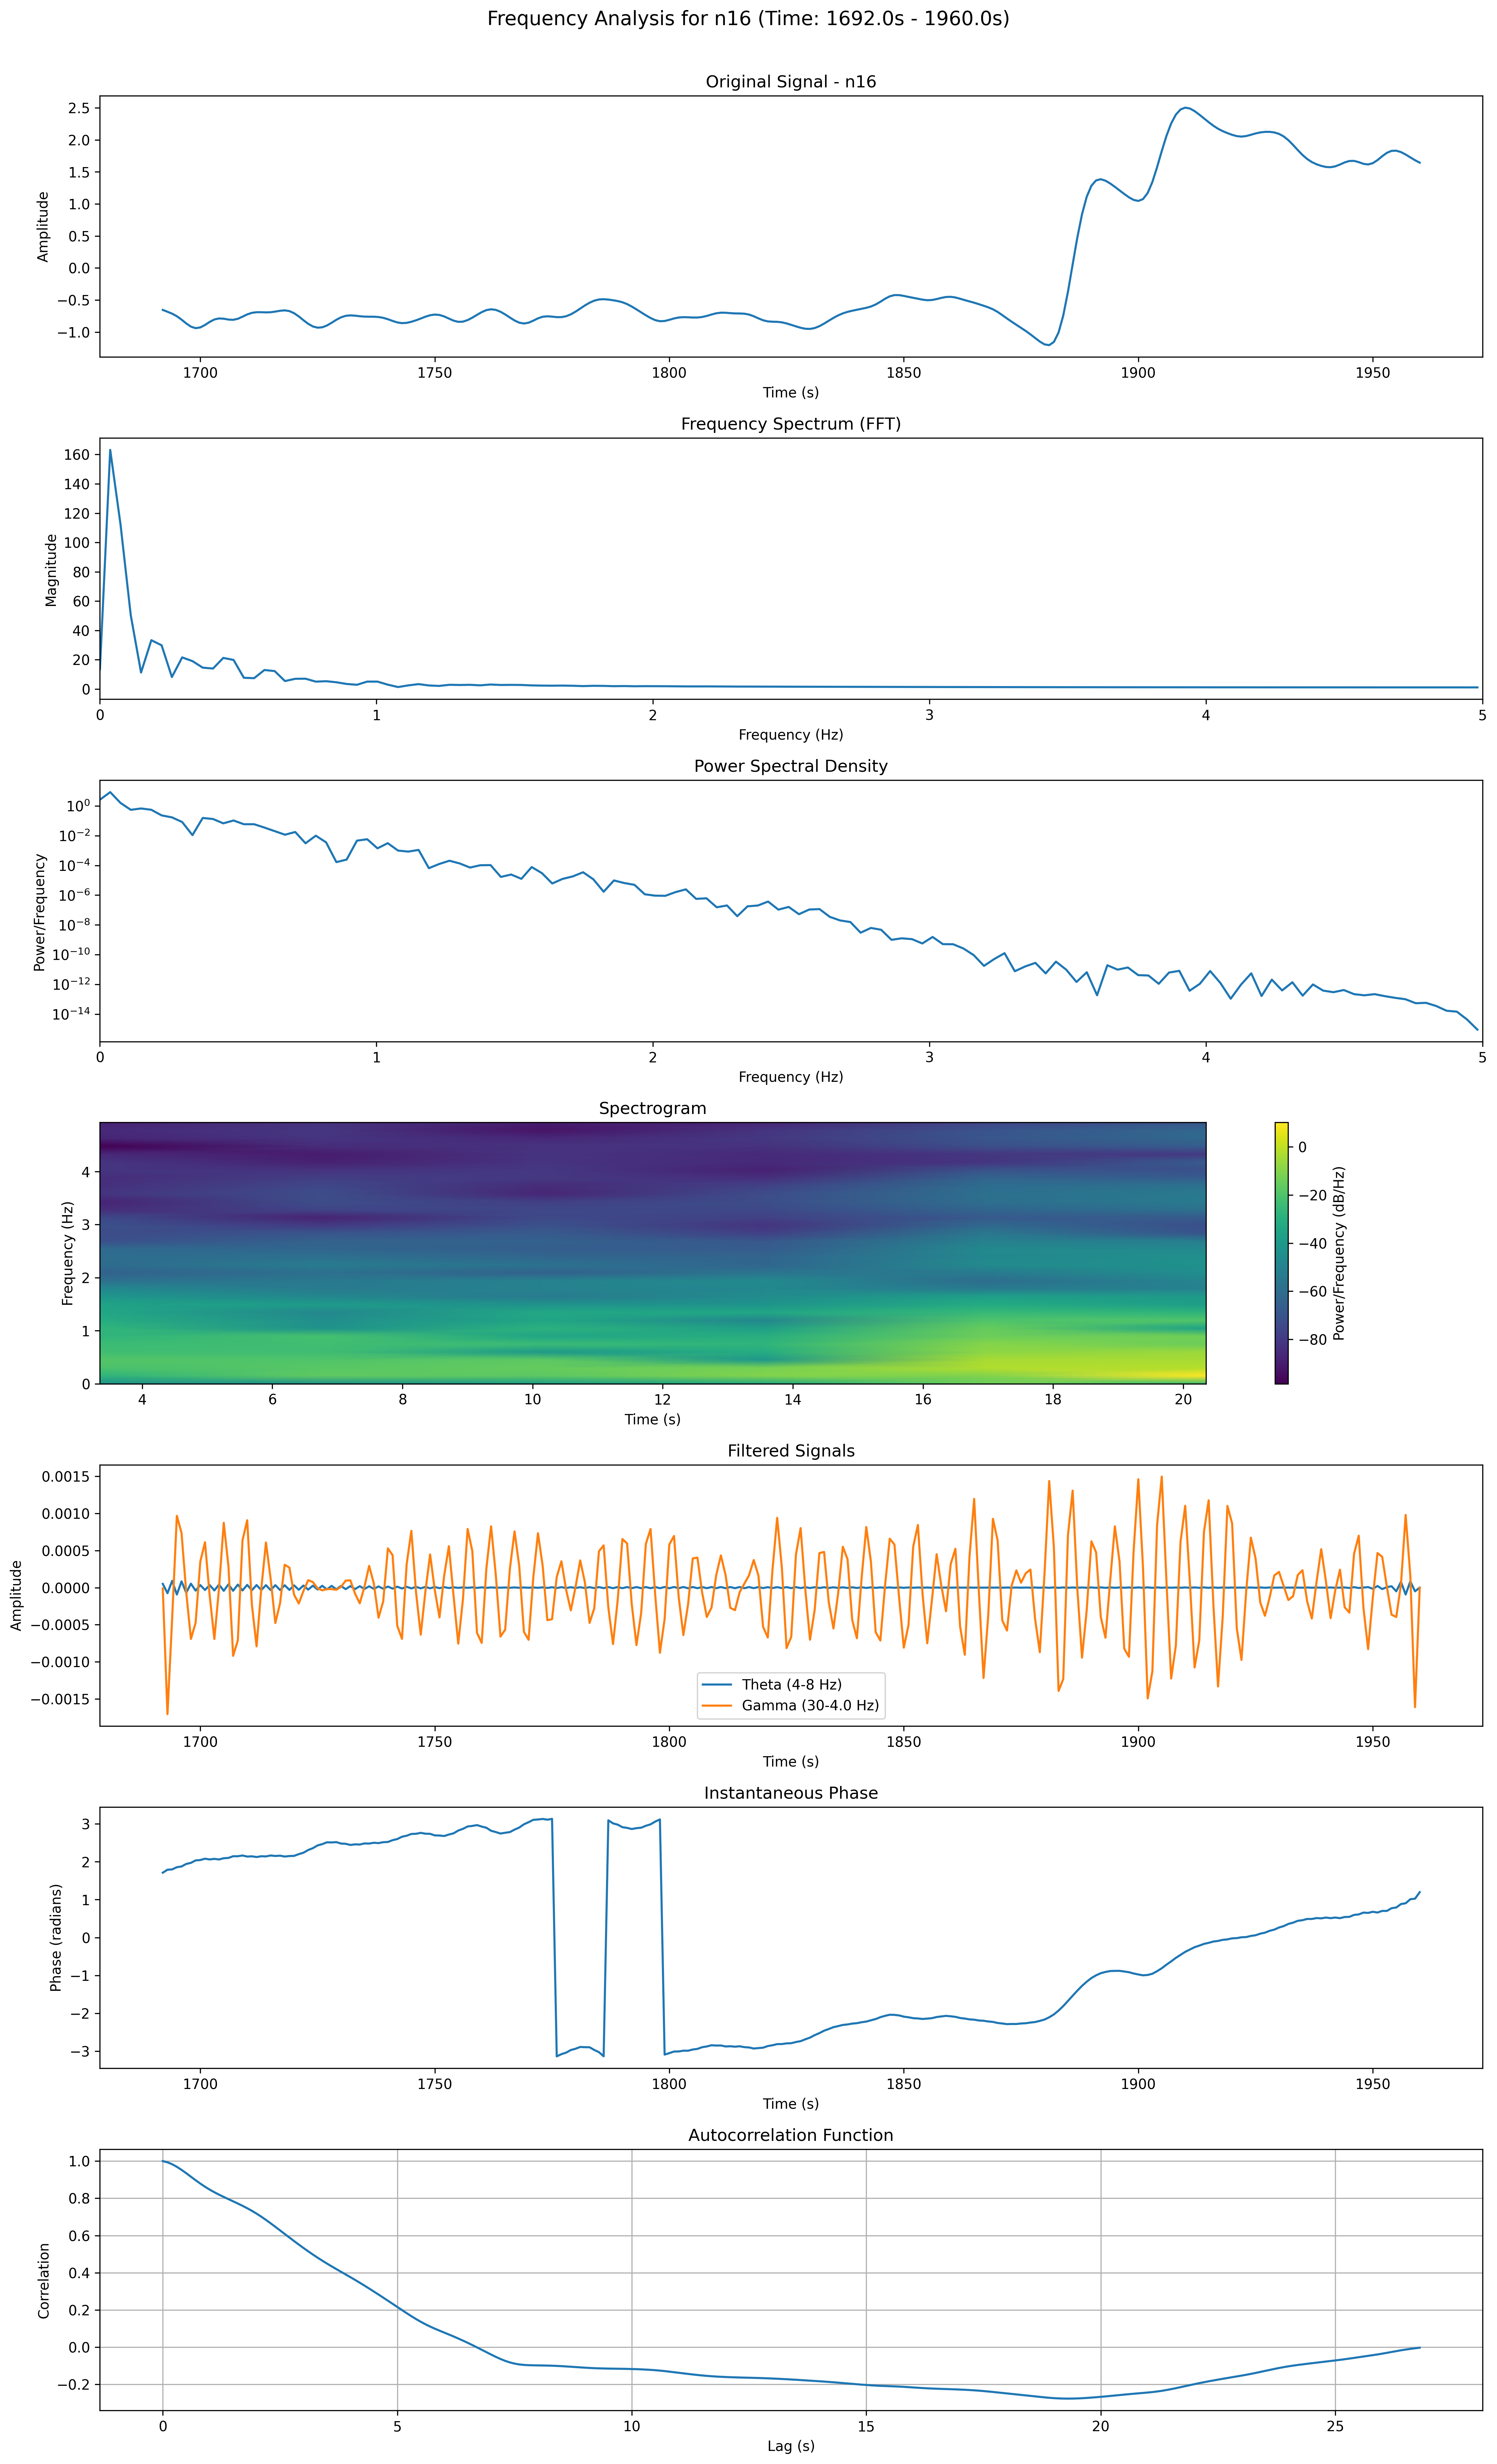 Frequency Analysis for n16 (Time: 1692.0s - 1960.0s)
Original Signal - n16
Amplitude
2.5
2.0
1.5
1.0
0.5
0.0
−0.5
−1.0
1700 1750 1800 1850 1900 1950
Time (s)
Frequency Spectrum (FFT)
Magnitude
160
140
120
100
80
60
40
20
0
0 1 2 3 4 5
Frequency (Hz)
Power Spectral Density
Power/Frequency
10⁰
10⁻²
10⁻⁴
10⁻⁶
10⁻⁸
10⁻¹⁰
10⁻¹²
10⁻¹⁴
0 1 2 3 4 5
Frequency (Hz)
Spectrogram
Frequency (Hz)
4
3
2
1
0
4 6 8 10 12 14 16 18 20
Time (s)
0
−20
−40
−60
−80
Power/Frequency (dB/Hz)
Filtered Signals
Amplitude
0.0015
0.0010
0.0005
0.0000
−0.0005
−0.0010
−0.0015
Theta (4-8 Hz)
Gamma (30-4.0 Hz)
1700 1750 1800 1850 1900 1950
Time (s)
Instantaneous Phase
Phase (radians)
3
2
1
0
−1
−2
−3
1700 1750 1800 1850 1900 1950
Time (s)
Autocorrelation Function
Correlation
1.0
0.8
0.6
0.4
0.2
0.0
−0.2
0 5 10 15 20 25
Lag (s)